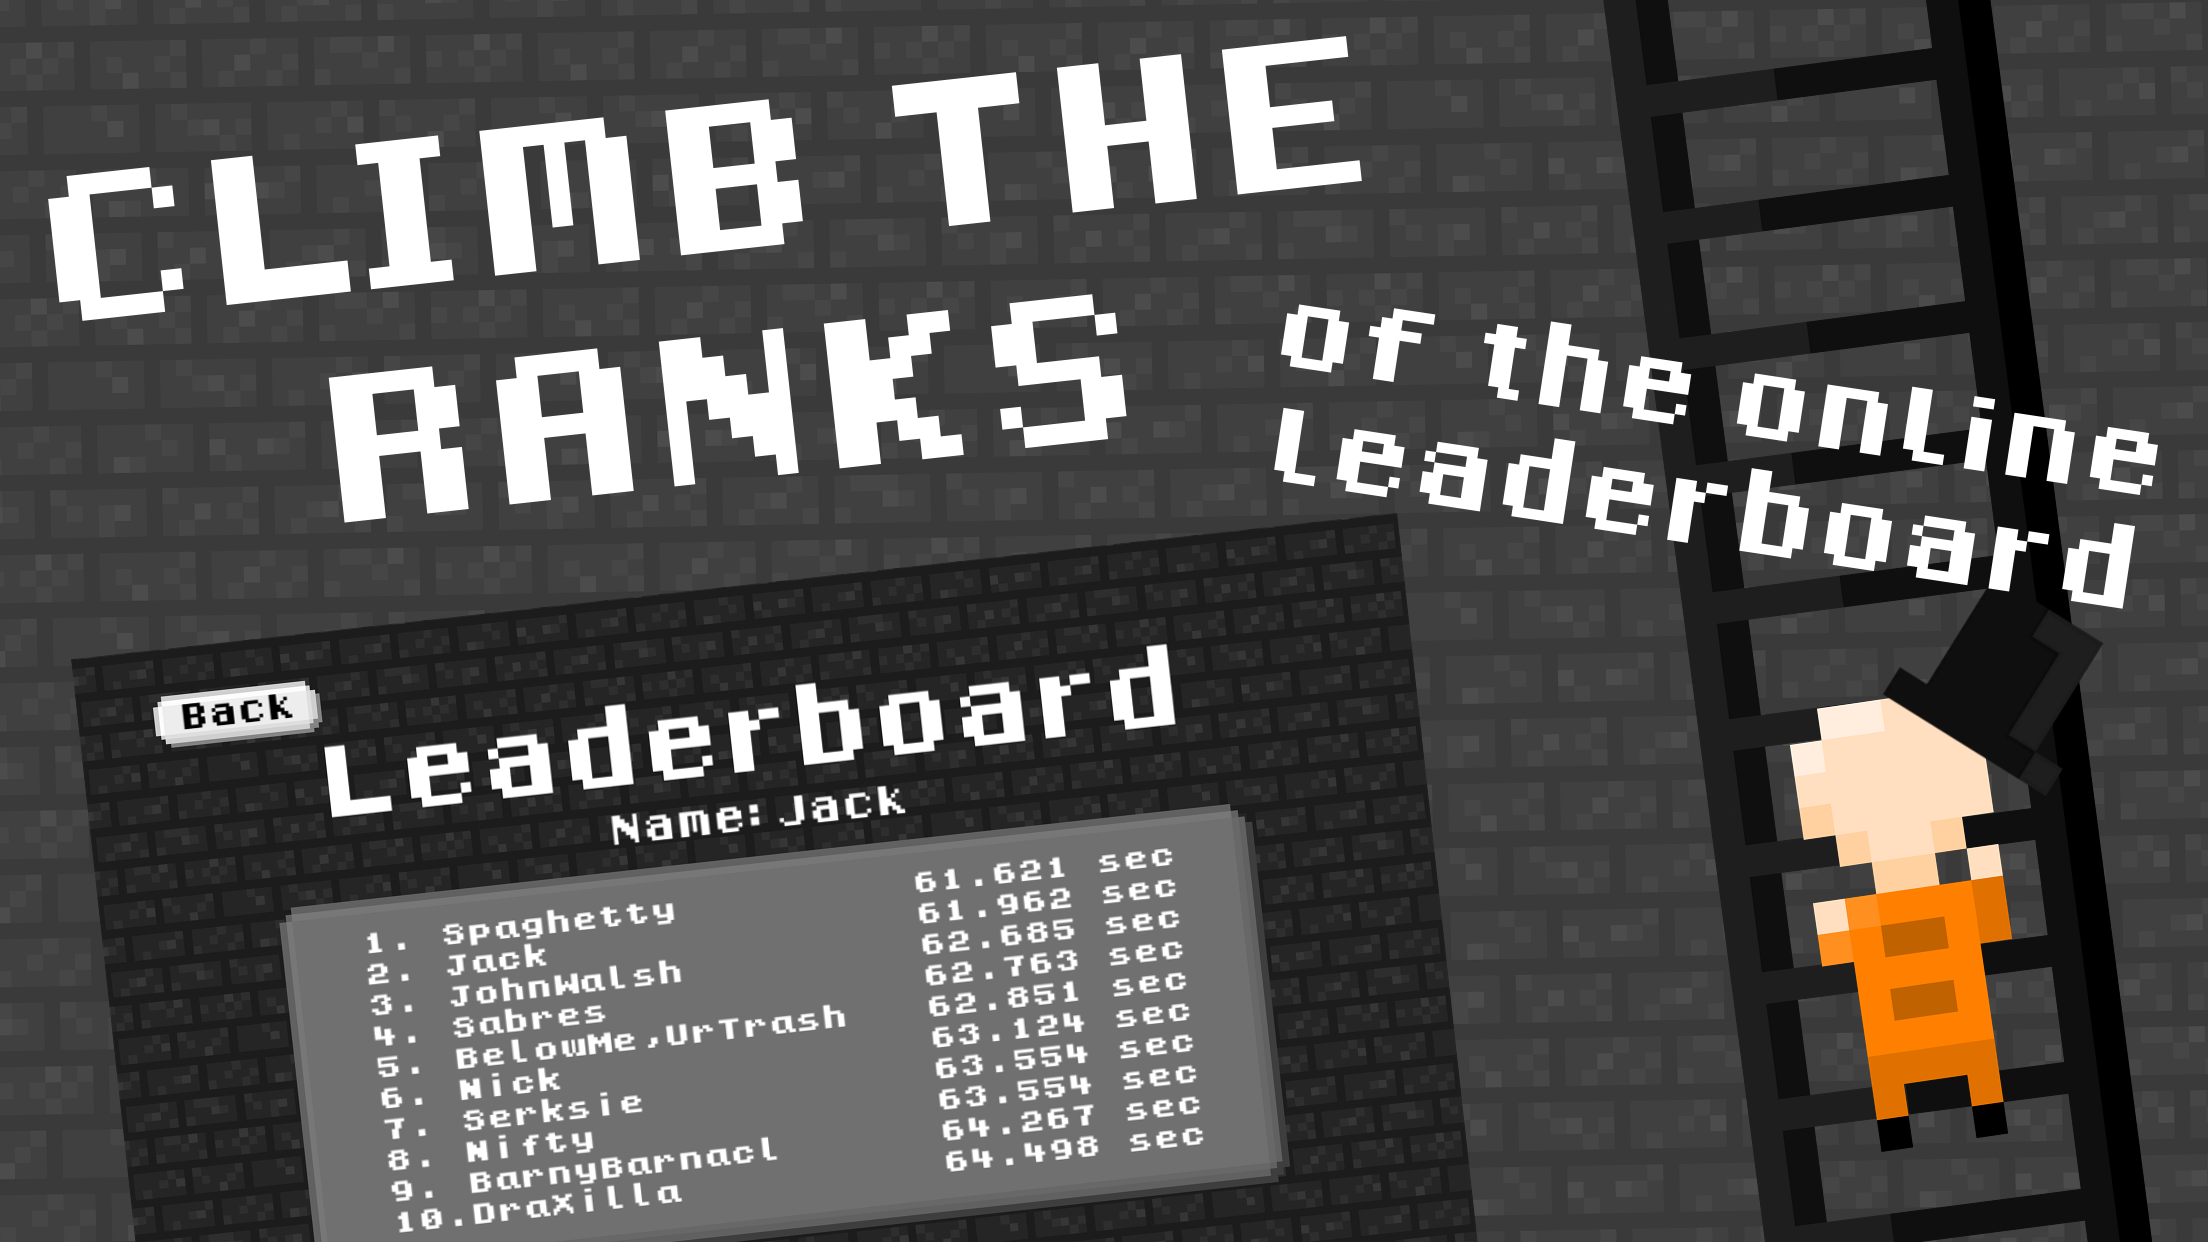 CLIMB THE
RANKS
of the online
Leaderboard
Back
Leaderboard
Name: Jack
1. Spaghetty 61.621 sec
2. Jack 61.962 sec
3. JohnWalsh 62.685 sec
4. Sabres 62.763 sec
5. BelowMe,UrTrash 62.851 sec
6. Nick 63.124 sec
7. Serksie 63.554 sec
8. Nifty 63.554 sec
9. BarnyBarnacl 64.267 sec
10.DraXilla 64.498 sec